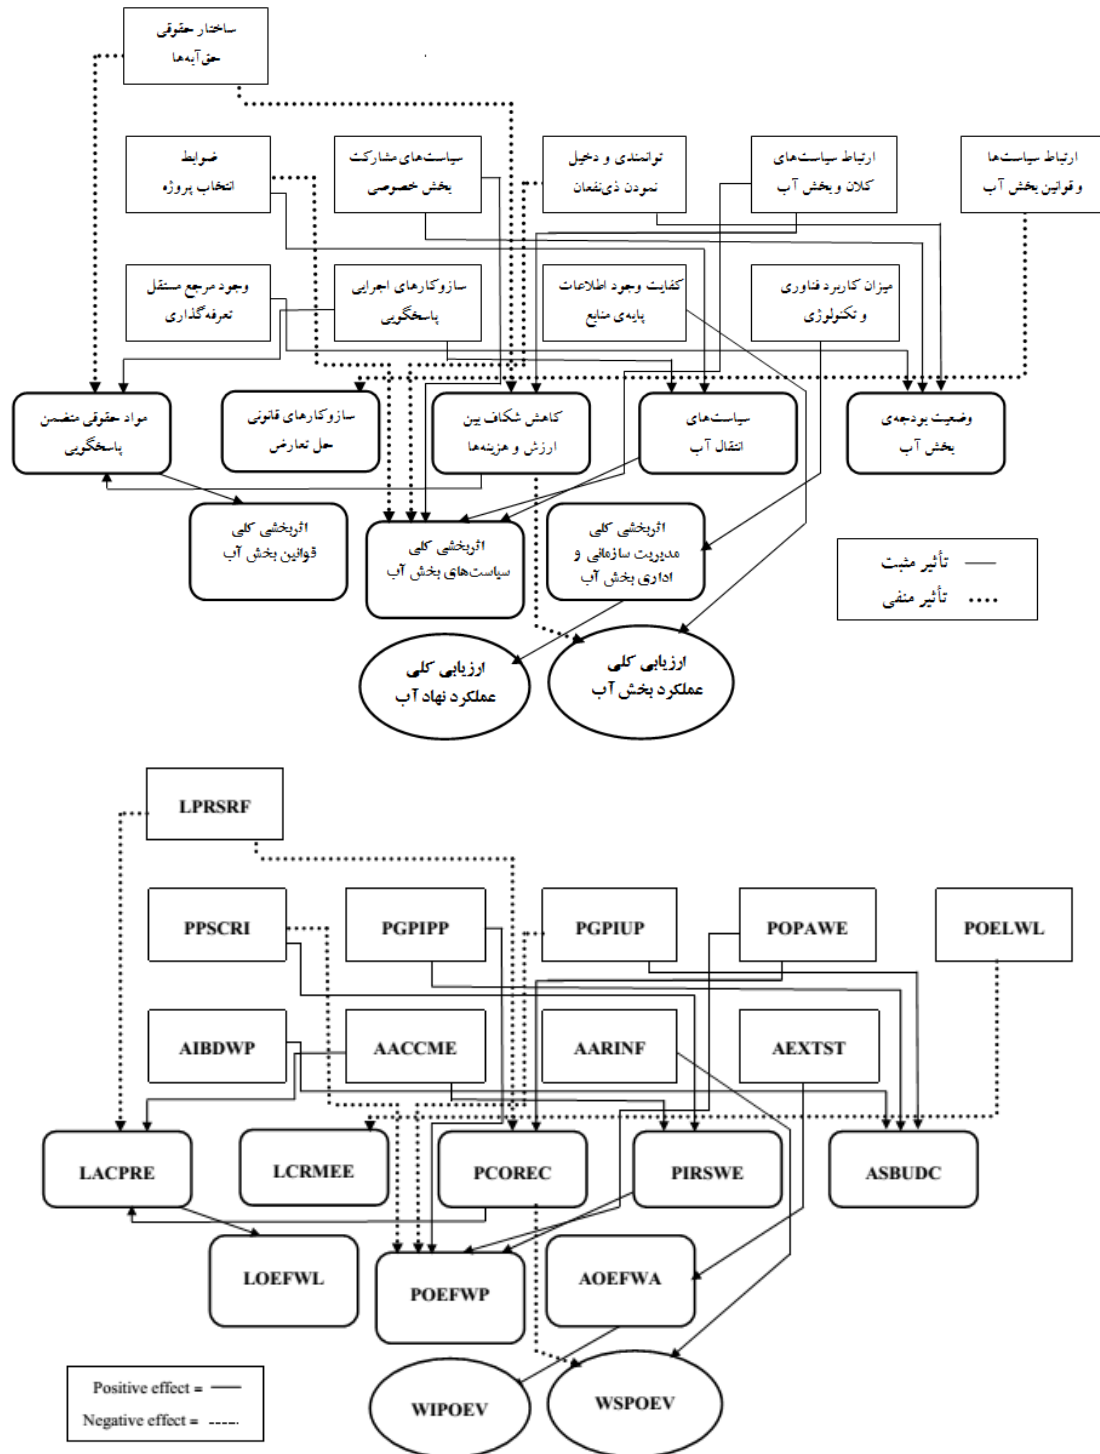 ساختار حقوقی
حق‌آبه‌ها
ضوابط
انتخاب پروژه
سیاست‌های مشارکت
بخش خصوصی
توانمندی و دخیل
نمودن ذی‌نفعان
ارتباط سیاست‌های
کلان و بخش آب
ارتباط سیاست‌ها
و قوانین بخش آب
وجود مرجع مستقل
تعرفه‌گذاری
سازوکارهای اجرایی
پاسخگویی
کفایت وجود اطلاعات
پایه‌ی منابع
میزان کاربرد فناوری
و تکنولوژی
مواد حقوقی متضمن
پاسخگویی
سازوکارهای قانونی
حل تعارض
کاهش شکاف بین
ارزش و هزینه‌ها
سیاست‌های
انتقال آب
وضعیت بودجه‌ی
بخش آب
اثربخشی کلی
قوانین بخش آب
اثربخشی کلی
سیاست‌های بخش آب
اثربخشی کلی
مدیریت سازمانی و
اداری بخش آب
تأثیر مثبت
تأثیر منفی
ارزیابی کلی
عملکرد نهاد آب
ارزیابی کلی
عملکرد بخش آب
LPRSRF
PPSCRI
PGPIPP
PGPIUP
POPAWE
POELWL
AIBDWP
AACCME
AARINF
AEXTST
LACPRE
LCRMEE
PCOREC
PIRSWE
ASBUDC
LOEFWL
POEFWP
AOEFWA
WIPOEV
WSPOEV
Positive effect =
Negative effect =